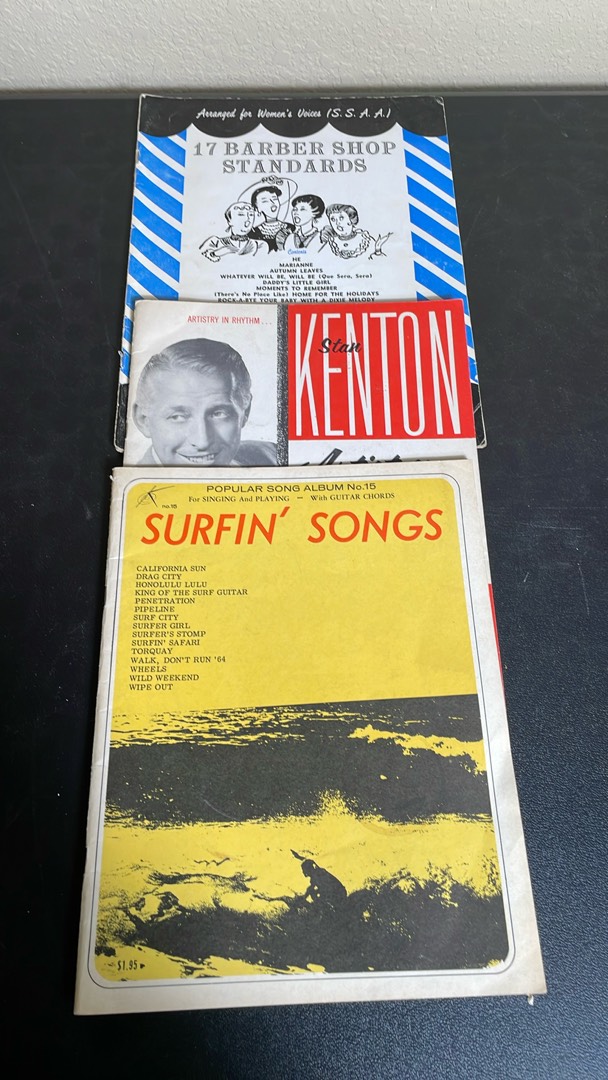 Arranged for Women's Voices (S.S.A.A.)
17 BARBER SHOP
STANDARDS
Contents
HE
MARIANNE
AUTUMN LEAVES
WHATEVER WILL BE, WILL BE (Que Sera, Sera)
DADDY'S LITTLE GIRL
MOMENTS TO REMEMBER
(There's No Place Like) HOME FOR THE HOLIDAYS
ROCK-A-BYE YOUR BABY WITH A DIXIE MELODY
ARTISTRY IN RHYTHM...
Stan
KENTON
POPULAR SONG ALBUM No.15
For SINGING And PLAYING — With GUITAR CHORDS
no.15
SURFIN' SONGS
CALIFORNIA SUN
DRAG CITY
HONOLULU LULU
KING OF THE SURF GUITAR
PENETRATION
PIPELINE
SURF CITY
SURFER GIRL
SURFER'S STOMP
SURFIN' SAFARI
TORQUAY
WALK, DON'T RUN '64
WHEELS
WILD WEEKEND
WIPE OUT
$1.95